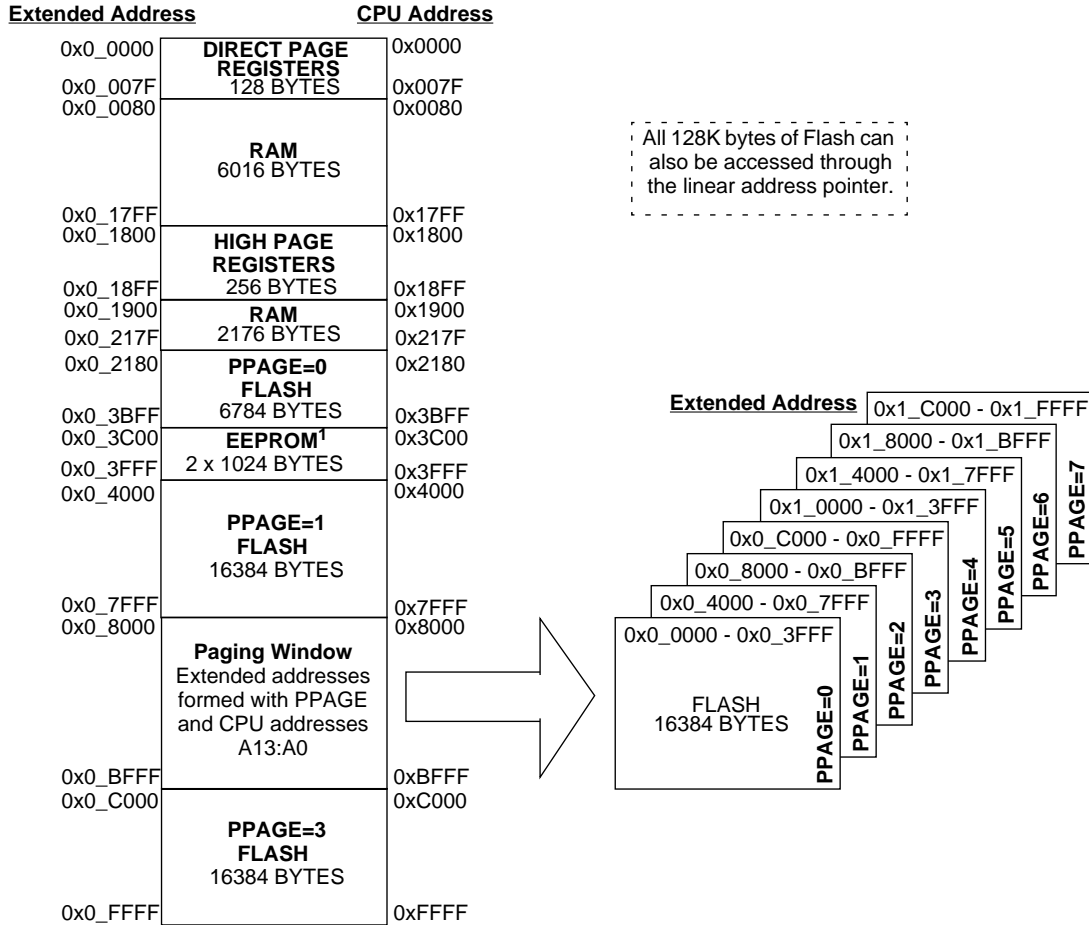 Extended Address CPU Address
0x0_0000 DIRECT PAGE 0x0000
REGISTERS
0x0_007F 128 BYTES 0x007F
0x0_0080 0x0080
RAM
6016 BYTES
0x0_17FF 0x17FF
0x0_1800 0x1800
HIGH PAGE
REGISTERS
256 BYTES
0x0_18FF 0x18FF
0x0_1900 0x1900
RAM
2176 BYTES
0x0_217F 0x217F
0x0_2180 0x2180
PPAGE=0
FLASH
6784 BYTES
0x0_3BFF 0x3BFF
0x0_3C00 0x3C00
EEPROM1
2 x 1024 BYTES
0x0_3FFF 0x3FFF
0x0_4000 0x4000
PPAGE=1
FLASH
16384 BYTES
0x0_7FFF 0x7FFF
0x0_8000 0x8000
Paging Window
Extended addresses
formed with PPAGE
and CPU addresses
A13:A0
0x0_BFFF 0xBFFF
0x0_C000 0xC000
PPAGE=3
FLASH
16384 BYTES
0x0_FFFF 0xFFFF
All 128K bytes of Flash can
also be accessed through
the linear address pointer.
Extended Address
0x1_C000 - 0x1_FFFF
0x1_8000 - 0x1_BFFF
0x1_4000 - 0x1_7FFF
0x1_0000 - 0x1_3FFF
0x0_C000 - 0x0_FFFF
0x0_8000 - 0x0_BFFF
0x0_4000 - 0x0_7FFF
0x0_0000 - 0x0_3FFF
FLASH
16384 BYTES
PPAGE=0
PPAGE=1
PPAGE=2
PPAGE=3
PPAGE=4
PPAGE=5
PPAGE=6
PPAGE=7